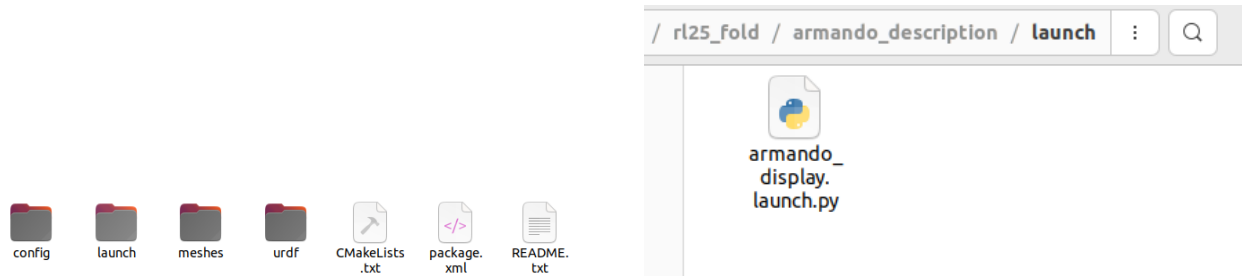 config
launch
meshes
urdf
CMakeLists
.txt
package.
xml
README.
txt
/ rl25_fold / armando_description / launch
armando_
display.
launch.py